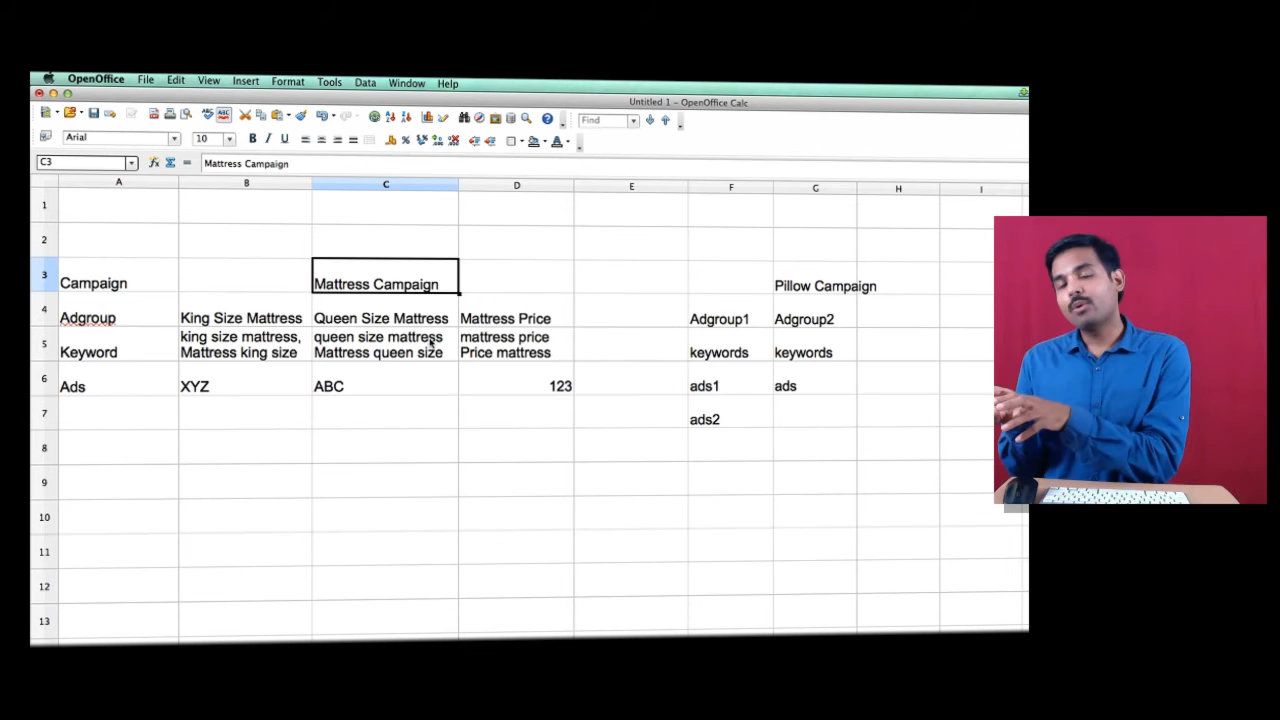 OpenOffice File Edit View Insert Format Tools Data Window Help
Untitled 1 - OpenOffice Calc
Find
Arial 10 B I U
C3 Mattress Campaign
A B C D E F G H I
1
2
3 Campaign Mattress Campaign Pillow Campaign
4 Adgroup King Size Mattress Queen Size Mattress Mattress Price Adgroup1 Adgroup2
king size mattress, queen size mattress mattress price
5 Keyword Mattress king size Mattress queen size Price mattress keywords keywords
6 Ads XYZ ABC 123 ads1 ads
7 ads2
8
9
10
11
12
13